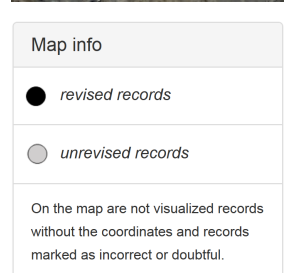 Map info
revised records
unrevised records
On the map are not visualized records
without the coordinates and records
marked as incorrect or doubtful.